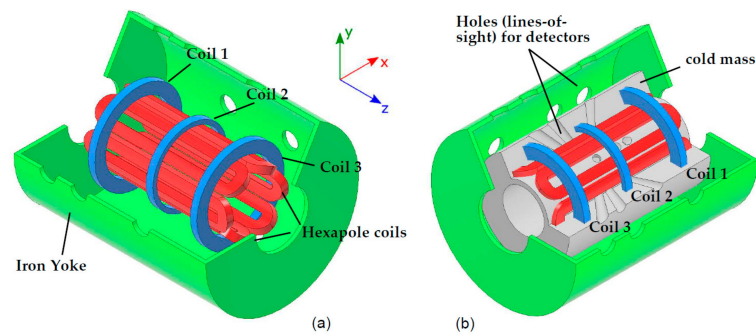 Coil 1
Coil 2
Coil 3
Hexapole coils
Iron Yoke
y
x
z
(a)
Holes (lines-of-
sight) for detectors
cold mass
Coil 1
Coil 2
Coil 3
(b)